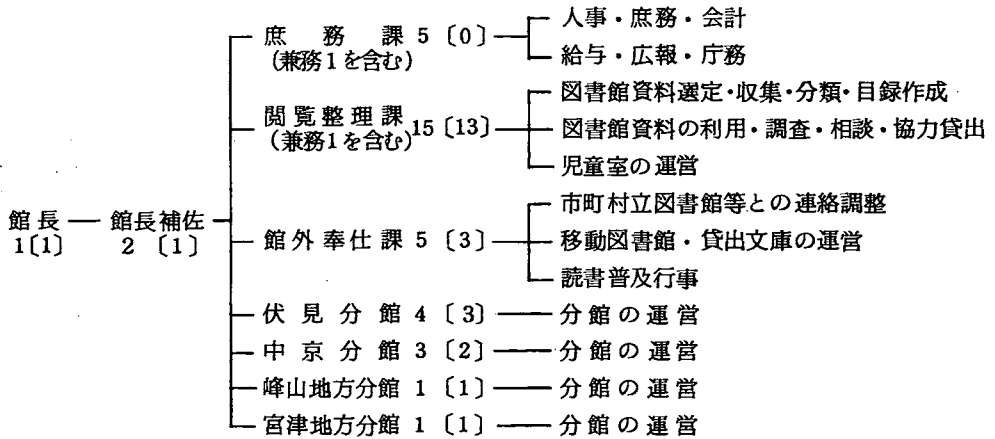 庶務課 5〔0〕
(兼務1を含む)
人事・庶務・会計
給与・広報・庁務
閲覧整理課 15〔13〕
(兼務1を含む)
図書館資料選定・収集・分類・目録作成
図書館資料の利用・調査・相談・協力貸出
児童室の運営
館長 館長補佐
1〔1〕 2〔1〕
館外奉仕課 5〔3〕
市町村立図書館等との連絡調整
移動図書館・貸出文庫の運営
読書普及行事
伏見分館 4〔3〕 分館の運営
中京分館 3〔2〕 分館の運営
峰山地方分館 1〔1〕 分館の運営
宮津地方分館 1〔1〕 分館の運営